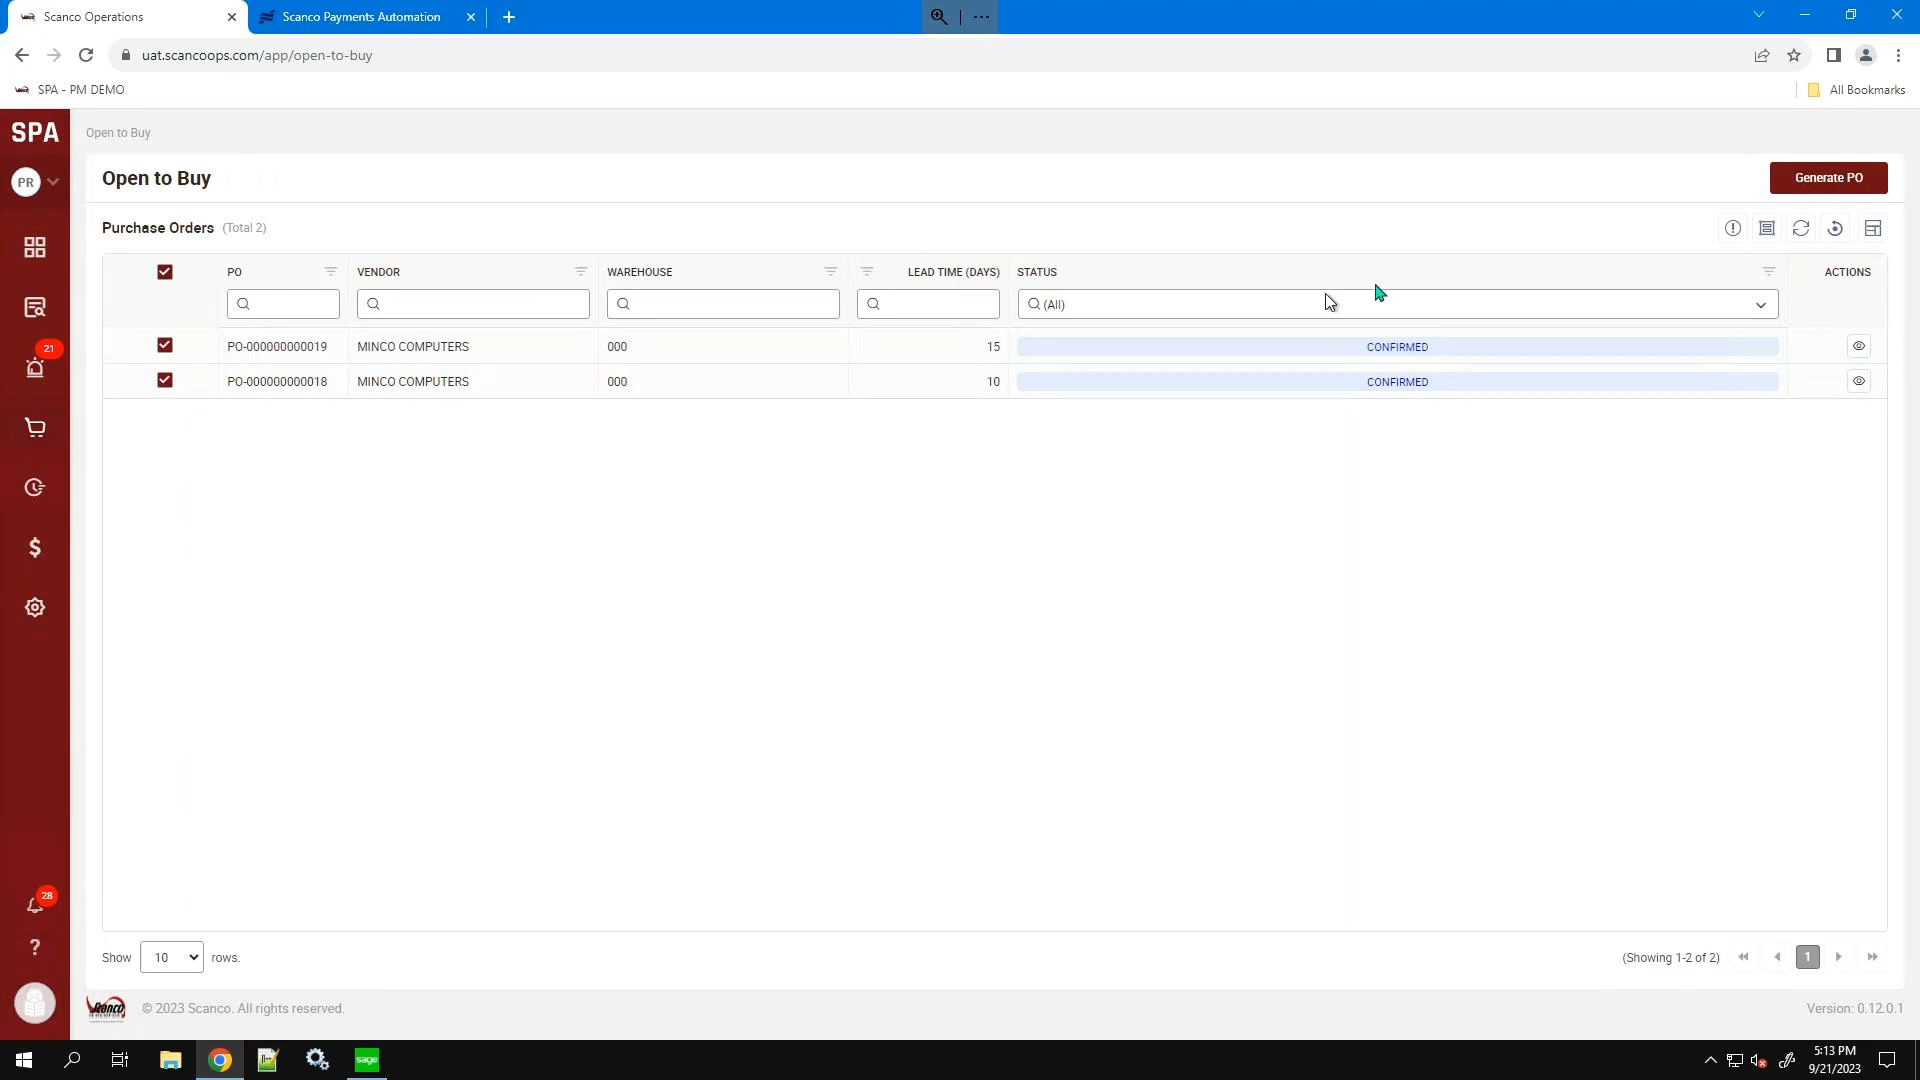 Scanco Operations
Scanco Payments Automation
uat.scancoops.com/app/open-to-buy
SPA - PM DEMO
All Bookmarks
SPA
Open to Buy
PR
Open to Buy
Generate PO
Purchase Orders (Total 2)
PO VENDOR WAREHOUSE LEAD TIME (DAYS) STATUS ACTIONS
(All)
PO-000000000019 MINCO COMPUTERS 000 15 CONFIRMED
PO-000000000018 MINCO COMPUTERS 000 10 CONFIRMED
21
28
?
Show 10 rows.
(Showing 1-2 of 2) 1
Scanco © 2023 Scanco. All rights reserved.
Version: 0.12.0.1
sage
5:13 PM
9/21/2023